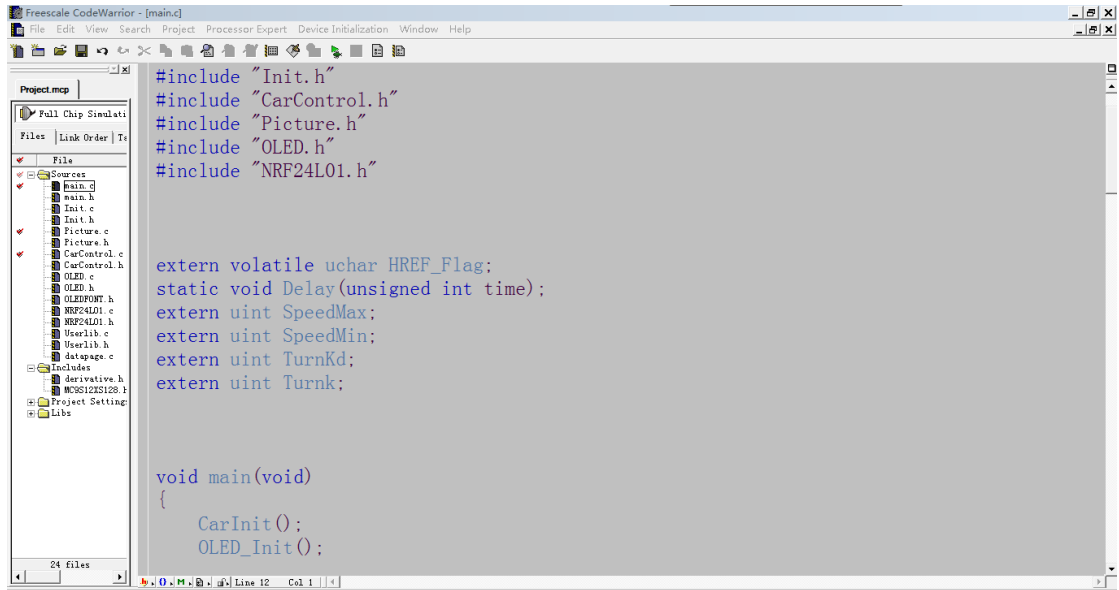 Freescale CodeWarrior - [main.c]
File Edit View Search Project Processor Expert Device Initialization Window Help
Project.mcp
Full Chip Simulati
Files Link Order Ta
File
Sources
main.c
main.h
Init.c
Init.h
Picture.c
Picture.h
CarControl.c
CarControl.h
OLED.c
OLED.h
OLEDFONT.h
NRF24L01.c
NRF24L01.h
Userlib.c
Userlib.h
datapage.c
Includes
derivative.h
MC9S12XS128.h
Project Setting
Libs
24 files
#include "Init.h"
#include "CarControl.h"
#include "Picture.h"
#include "OLED.h"
#include "NRF24L01.h"
extern volatile uchar HREF_Flag;
static void Delay(unsigned int time);
extern uint SpeedMax;
extern uint SpeedMin;
extern uint TurnKd;
extern uint Turnk;
void main(void)
{
CarInit();
OLED_Init();
Line 12 Col 1